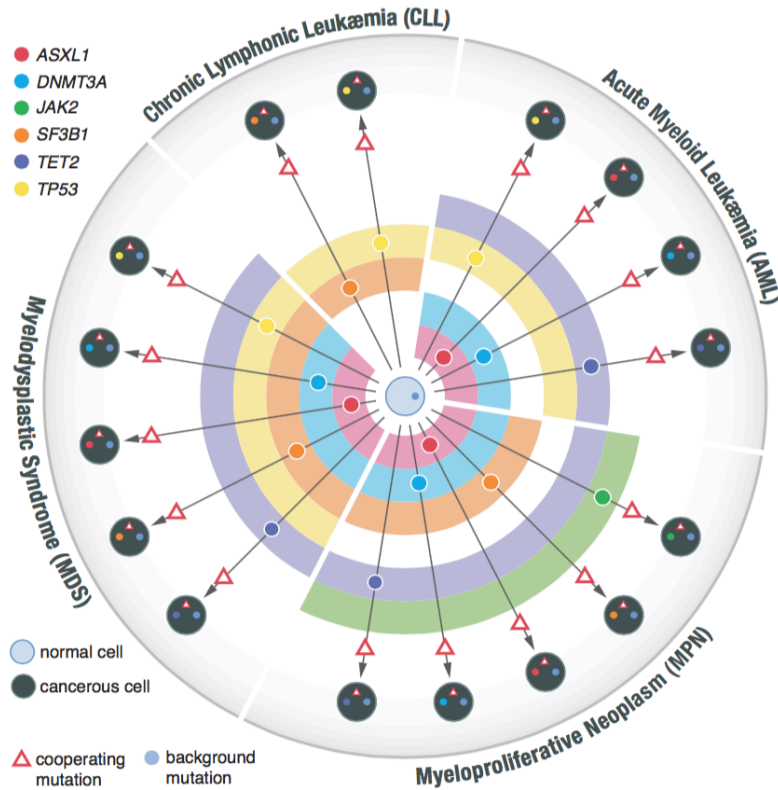 Chronic Lymphonic Leukæmia (CLL)
Acute Myeloid Leukæmia (AML)
ASXL1
DNMT3A
JAK2
SF3B1
TET2
TP53
Myelodysplastic Syndrome (MDS)
normal cell
cancerous cell
Myeloproliferative Neoplasm (MPN)
cooperating
mutation
background
mutation